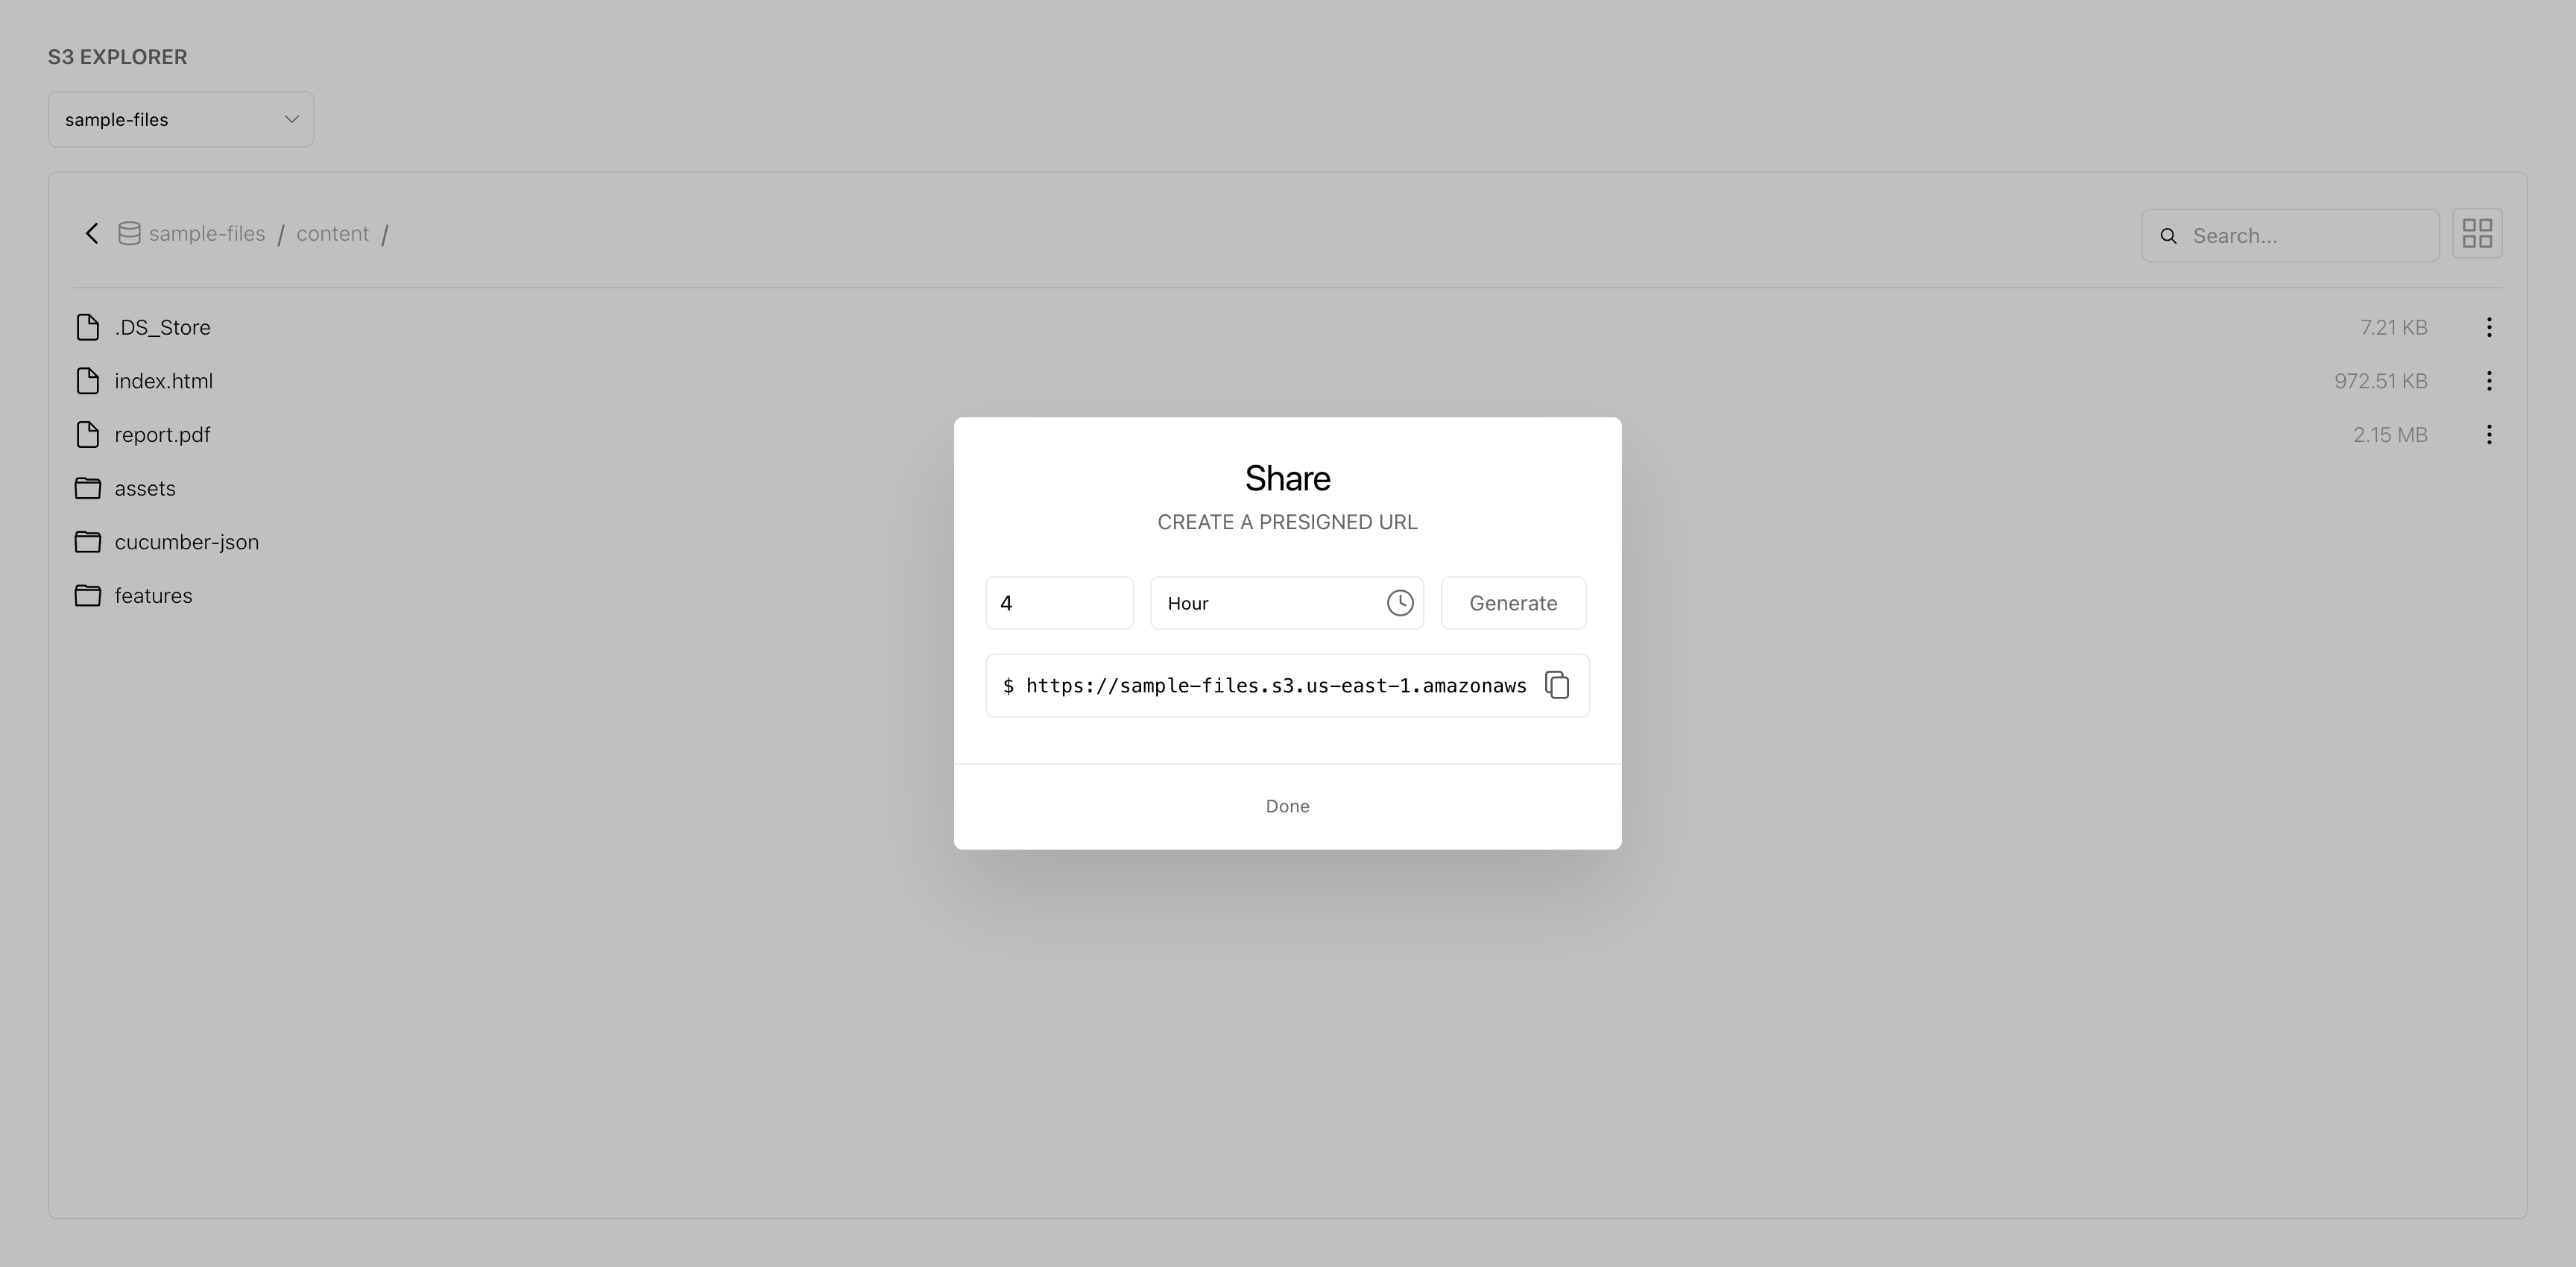 S3 EXPLORER
sample-files
sample-files / content /
Search...
.DS_Store 7.21 KB
index.html 972.51 KB
report.pdf 2.15 MB
assets
cucumber-json
features
Share
CREATE A PRESIGNED URL
4 Hour Generate
$ https://sample-files.s3.us-east-1.amazonaws
Done